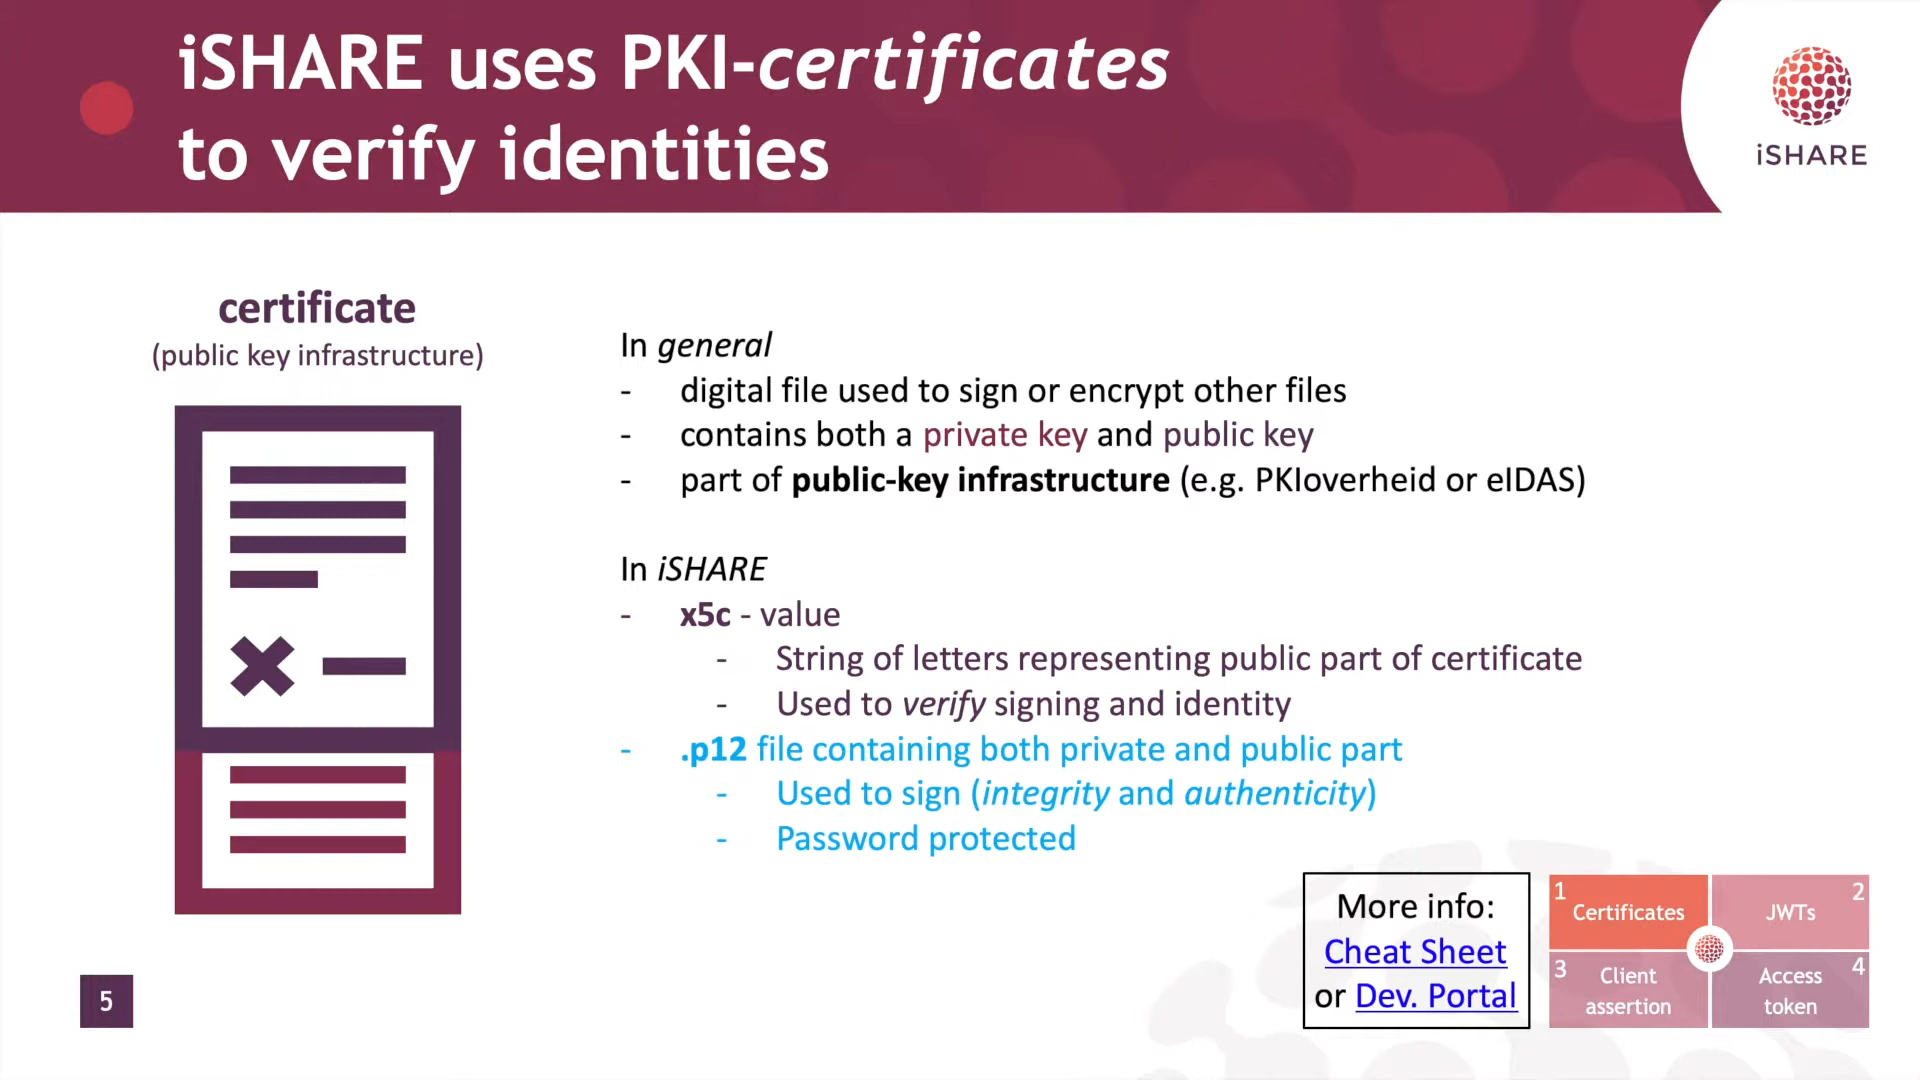 iSHARE uses PKI-certificates
to verify identities
iSHARE
certificate
(public key infrastructure)
In general
- digital file used to sign or encrypt other files
- contains both a private key and public key
- part of public-key infrastructure (e.g. PKIoverheid or eIDAS)
In iSHARE
- x5c - value
- String of letters representing public part of certificate
- Used to verify signing and identity
- .p12 file containing both private and public part
- Used to sign (integrity and authenticity)
- Password protected
More info:
Cheat Sheet
or Dev. Portal
1 Certificates
JWTs 2
3 Client
assertion
Access 4
token
5